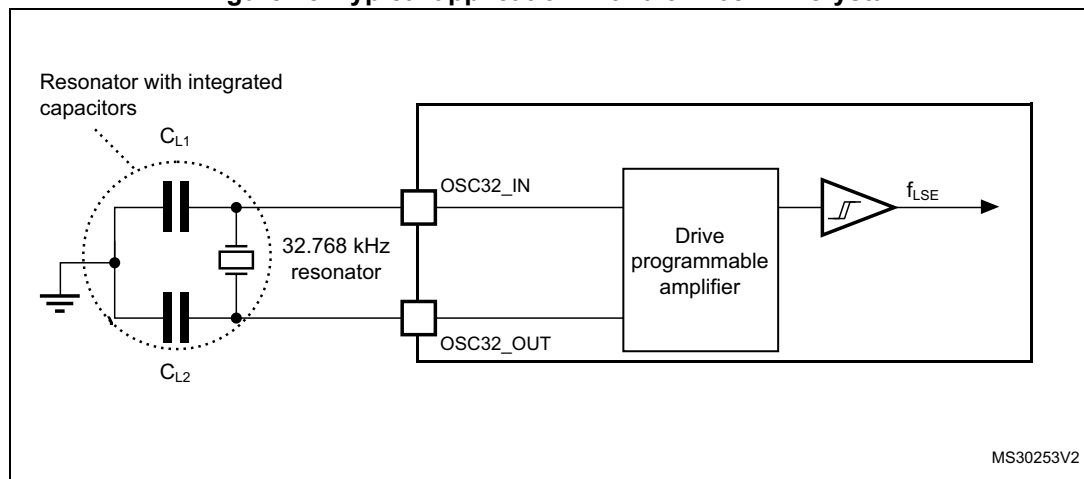 Resonator with integrated
capacitors
CL1
OSC32_IN
fLSE
32.768 kHz
resonator
Drive
programmable
amplifier
OSC32_OUT
CL2
MS30253V2